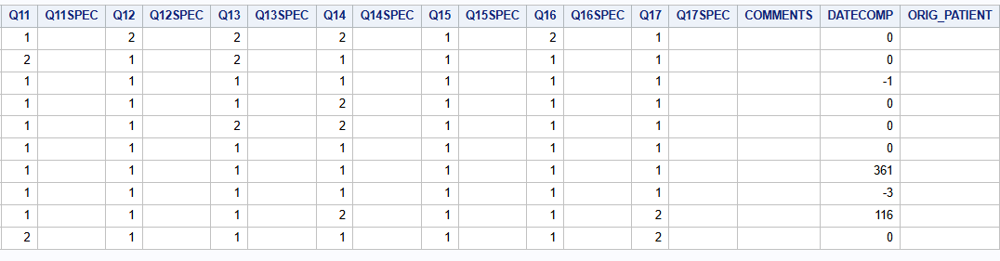 Q11 Q11SPEC Q12 Q12SPEC Q13 Q13SPEC Q14 Q14SPEC Q15 Q15SPEC Q16 Q16SPEC Q17 Q17SPEC COMMENTS DATECOMP ORIG_PATIENT
1 2 2 2 1 2 1 0
2 1 2 1 1 1 1 0
1 1 1 1 1 1 1 -1
1 1 1 2 1 1 1 0
1 1 2 2 1 1 1 0
1 1 1 1 1 1 1 0
1 1 1 1 1 1 1 361
1 1 1 1 1 1 1 -3
1 1 1 2 1 1 2 116
2 1 1 1 1 1 2 0